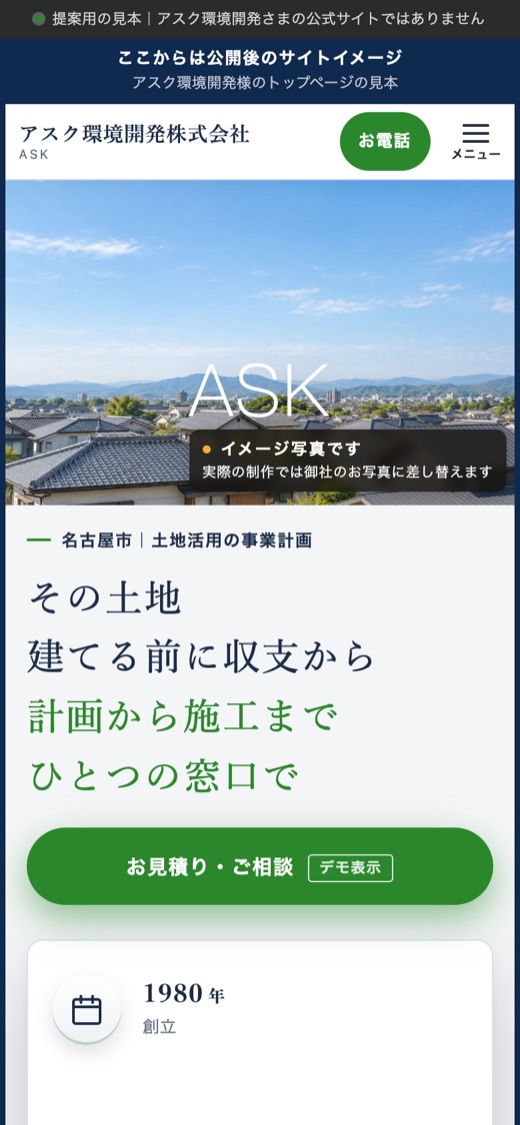 提案用の見本｜アスク環境開発さまの公式サイトではありません
ここからは公開後のサイトイメージ
アスク環境開発様のトップページの見本
アスク環境開発株式会社
ASK
お電話
メニュー
ASK
イメージ写真です
実際の制作では御社のお写真に差し替えます
名古屋市｜土地活用の事業計画
その土地
建てる前に収支から
計画から施工まで
ひとつの窓口で
お見積り・ご相談 デモ表示
1980 年
創立